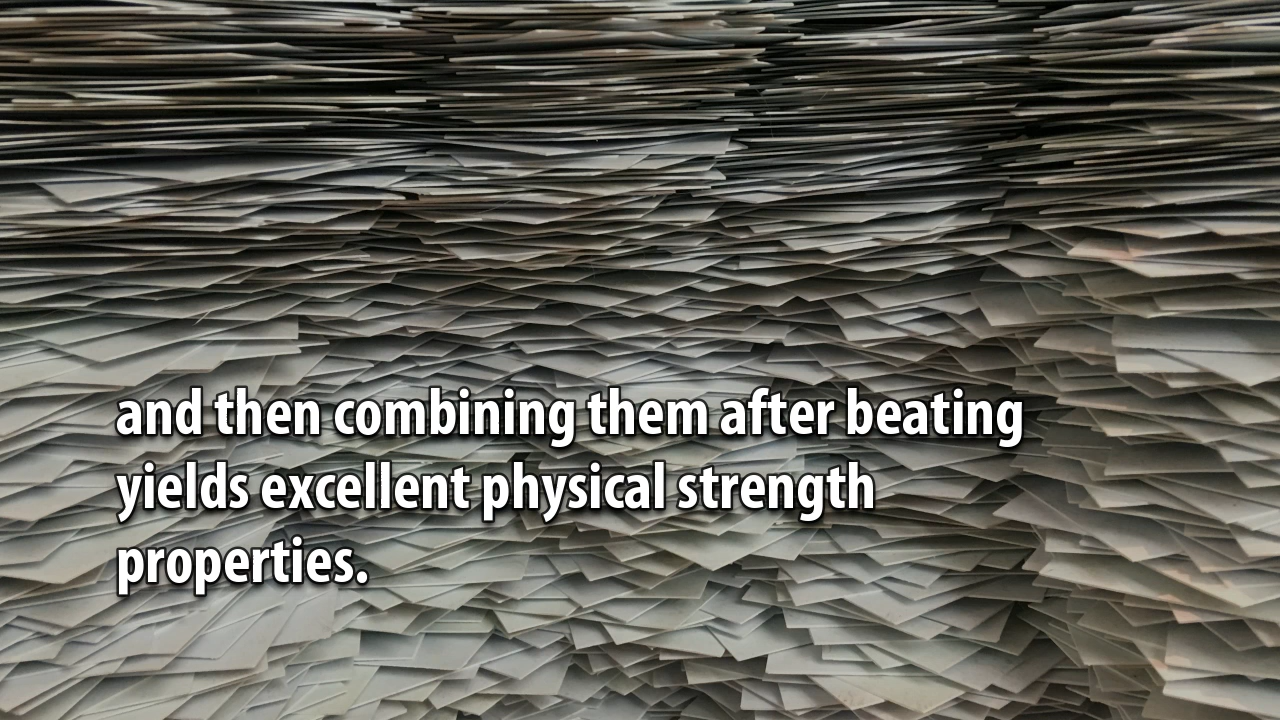 and then combining them after beating
yields excellent physical strength
properties.